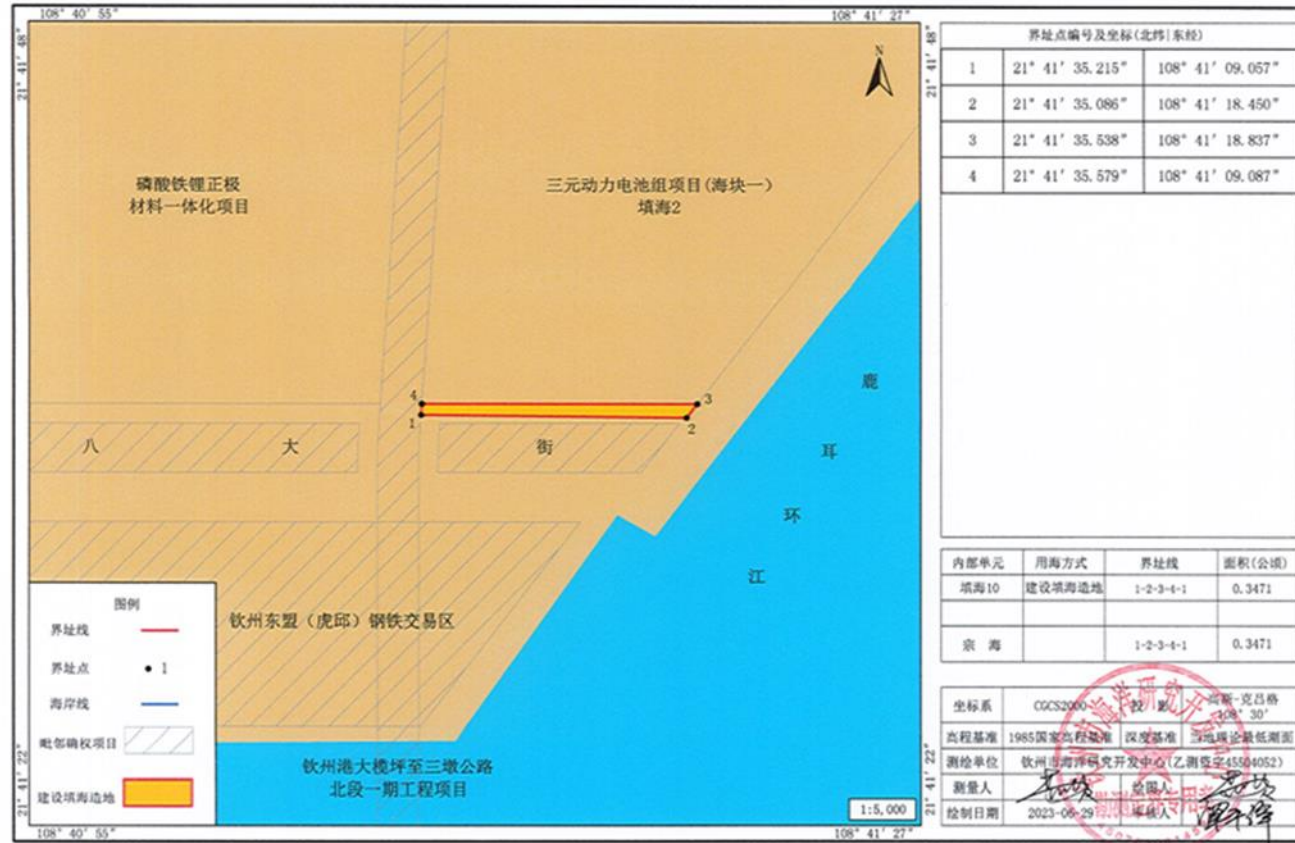 108° 40′ 55″
108° 41′ 27″
21° 41′ 48″
21° 41′ 48″
N
磷酸铁锂正极
材料一体化项目
三元动力电池组项目(海块一)
填海2
4
3
1
2
八 大 街
鹿
耳
环
江
钦州东盟（虎邱）钢铁交易区
钦州港大榄坪至三墩公路
北段一期工程项目
图例
界址线
界址点 1
海岸线
毗邻确权项目
建设填海造地
1:5,000
21° 41′ 22″
21° 41′ 22″
108° 40′ 55″
108° 41′ 27″
界址点编号及坐标(北纬|东经)
1 21° 41′ 35.215″ 108° 41′ 09.057″
2 21° 41′ 35.086″ 108° 41′ 18.450″
3 21° 41′ 35.538″ 108° 41′ 18.837″
4 21° 41′ 35.579″ 108° 41′ 09.087″
内部单元 用海方式 界址线 面积(公顷)
填海10 建设填海造地 1-2-3-4-1 0.3471
宗 海 1-2-3-4-1 0.3471
坐标系 CGCS2000 投 影 高斯-克吕格
108° 30′
高程基准 1985国家高程基准 深度基准 当地理论最低潮面
测绘单位 钦州市海洋研究开发中心(乙测资字45504052)
测量人 绘图人
绘制日期 2023-06-29 审核人